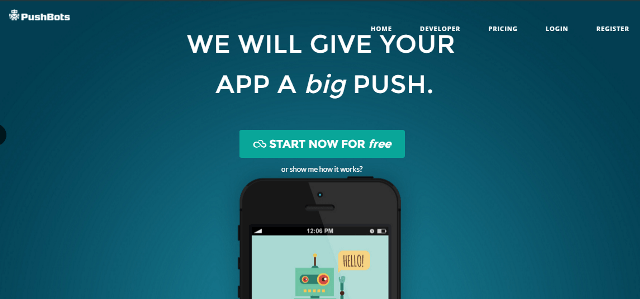 PushBots
HOME DEVELOPER PRICING LOGIN REGISTER
WE WILL GIVE YOUR
APP A big PUSH.
START NOW FOR free
or show me how it works?
12:06 PM
HELLO!